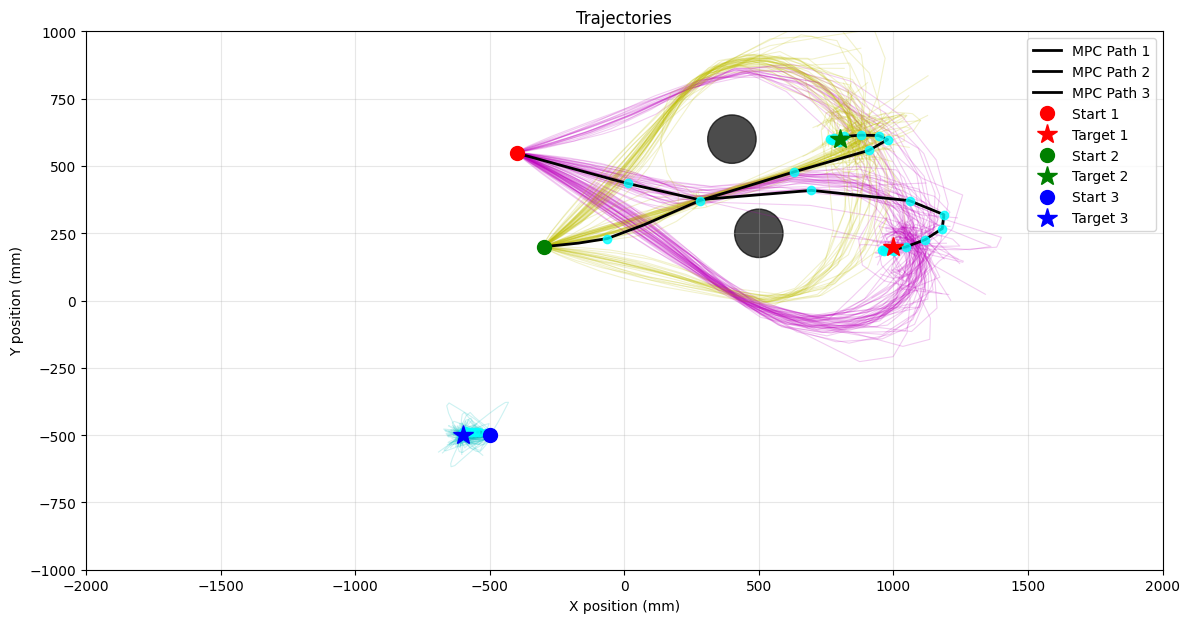 Trajectories
1000
750
500
250
0
−250
−500
−750
−1000
Y position (mm)
−2000
−1500
−1000
−500
0
500
1000
1500
2000
X position (mm)
MPC Path 1
MPC Path 2
MPC Path 3
Start 1
Target 1
Start 2
Target 2
Start 3
Target 3